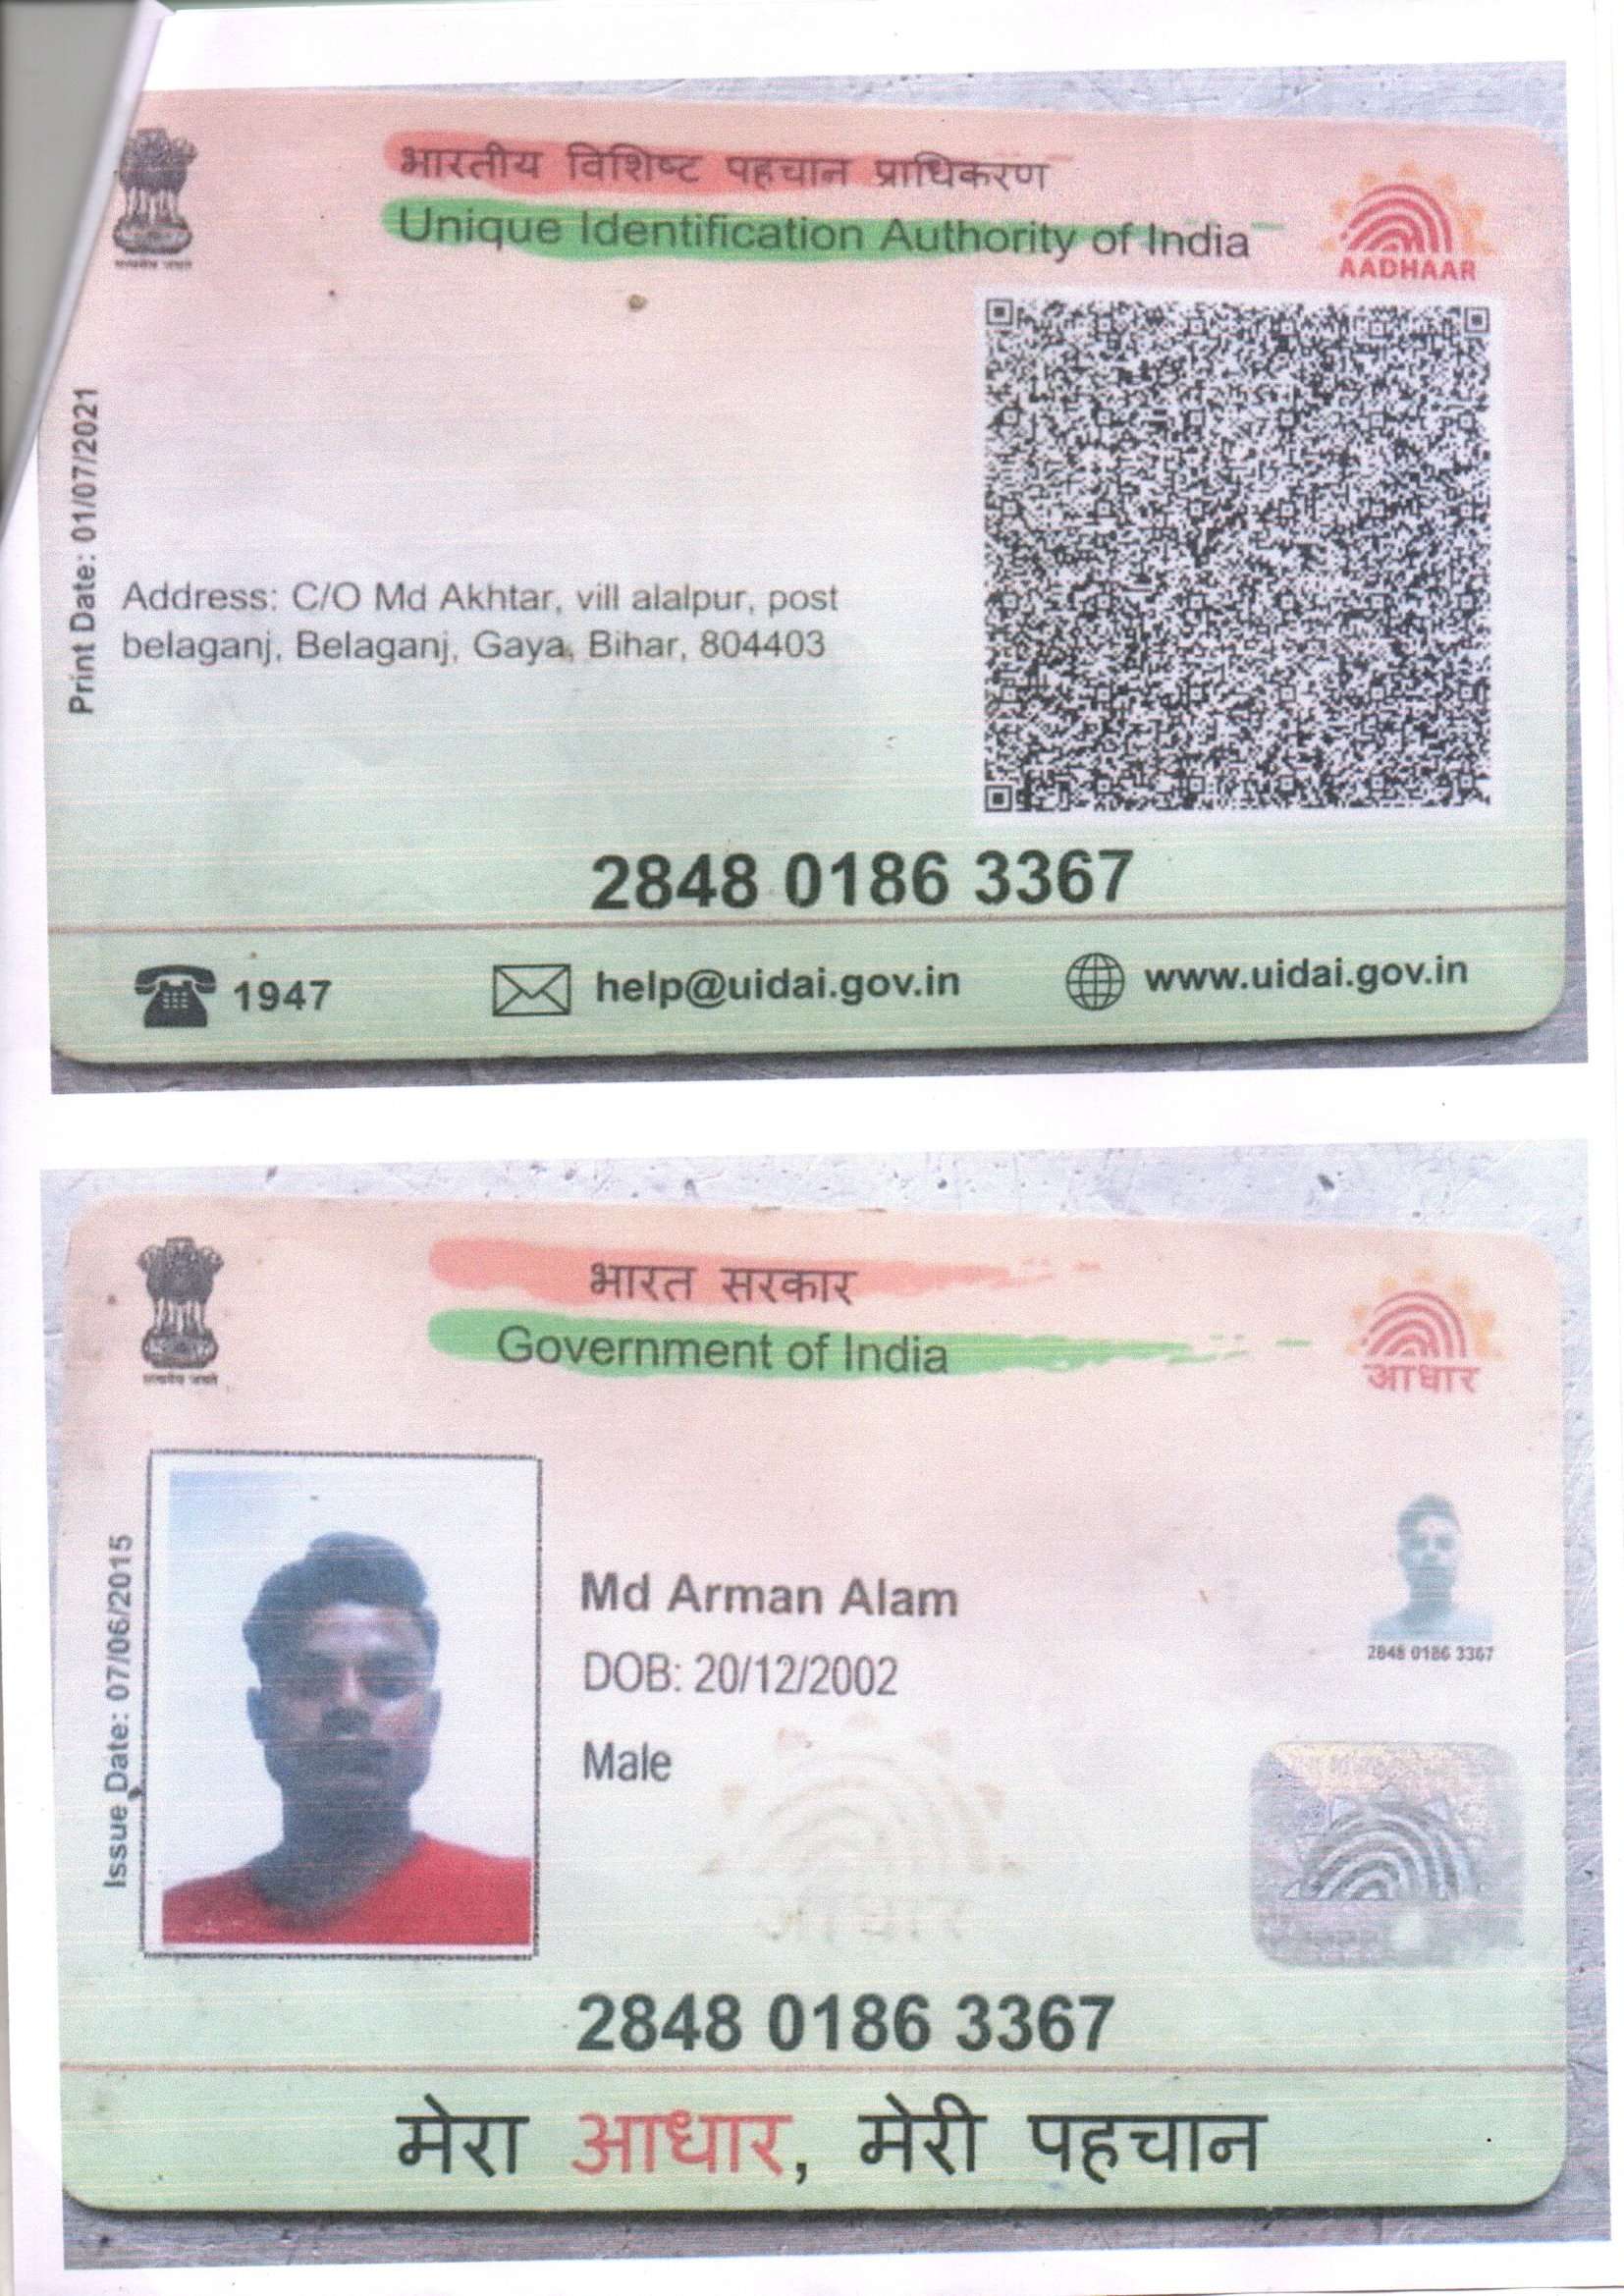 भारतीय विशिष्ट पहचान प्राधिकरण
Unique Identification Authority of India
AADHAAR
Print Date: 01/07/2021
Address: C/O Md Akhtar, vill alalpur, post
belaganj, Belaganj, Gaya, Bihar, 804403
2848 0186 3367
1947
help@uidai.gov.in
www.uidai.gov.in
भारत सरकार
Government of India
आधार
Issue Date: 07/06/2015
Md Arman Alam
DOB: 20/12/2002
Male
2848 0186 3367
2848 0186 3367
मेरा आधार, मेरी पहचान